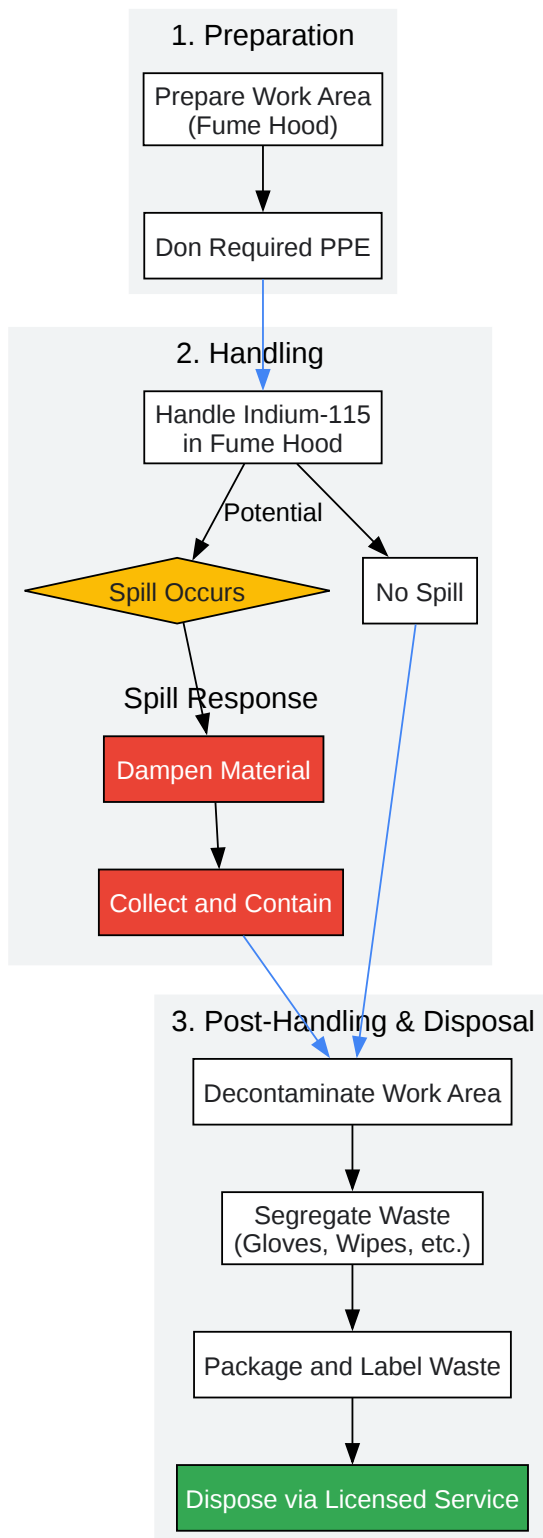 1. Preparation
Prepare Work Area
(Fume Hood)
Don Required PPE
2. Handling
Handle Indium-115
in Fume Hood
Potential
Spill Occurs
No Spill
Spill Response
Dampen Material
Collect and Contain
3. Post-Handling & Disposal
Decontaminate Work Area
Segregate Waste
(Gloves, Wipes, etc.)
Package and Label Waste
Dispose via Licensed Service